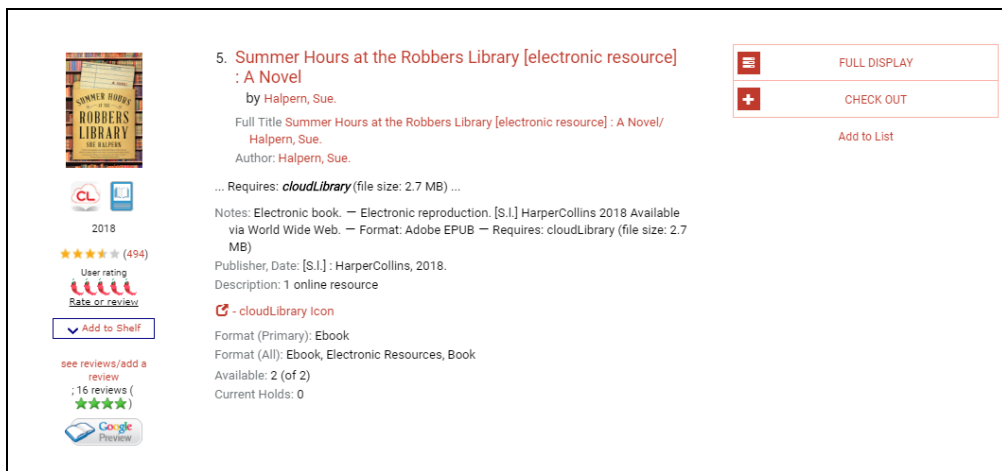 SUMMER HOURS
AT THE
ROBBERS
LIBRARY
SUE HALPERN
CL
2018
(494)
User rating
Rate or review
Add to Shelf
see reviews/add a
review
; 16 reviews (
)
Google
Preview
5. Summer Hours at the Robbers Library [electronic resource]
: A Novel
by Halpern, Sue.
Full Title Summer Hours at the Robbers Library [electronic resource] : A Novel/
Halpern, Sue.
Author: Halpern, Sue.
... Requires: cloudLibrary (file size: 2.7 MB) ...
Notes: Electronic book. — Electronic reproduction. [S.l.] HarperCollins 2018 Available
via World Wide Web. — Format: Adobe EPUB — Requires: cloudLibrary (file size: 2.7
MB)
Publisher, Date: [S.l.] : HarperCollins, 2018.
Description: 1 online resource
- cloudLibrary Icon
Format (Primary): Ebook
Format (All): Ebook, Electronic Resources, Book
Available: 2 (of 2)
Current Holds: 0
FULL DISPLAY
CHECK OUT
Add to List